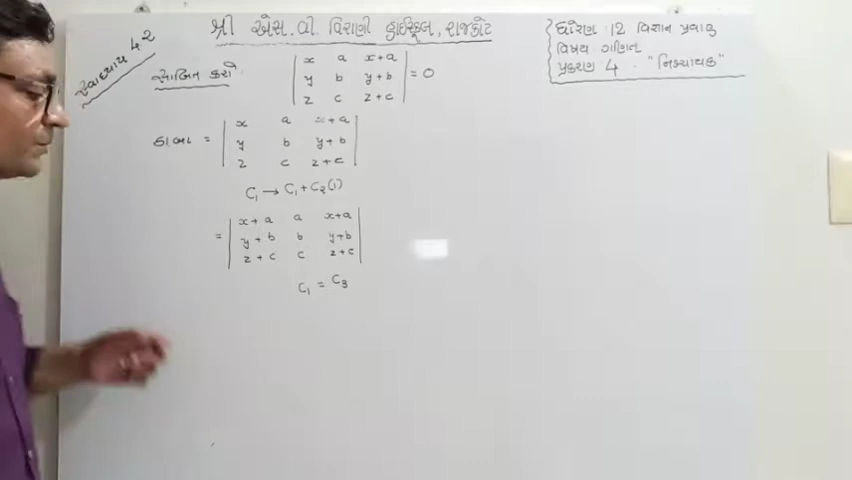 શ્રી એસ. વી. વિરાણી હાઈસ્કૂલ, રાજકોટ
ધોરણ 12 વિજ્ઞાન પ્રવાહ
વિષય ગણિત
પ્રકરણ 4 . "નિશ્ચાયક"
સ્વાધ્યાય 4.2
સાબિત કરો
| x a x+a |
| y b y+b | = 0
| z c z+c |
ડા.બા. = | x a x+a |
| y b y+b |
| z c z+c |
C₁ → C₁ + C₂(1)
= | x+a a x+a |
| y+b b y+b |
| z+c c z+c |
C₁ = C₃